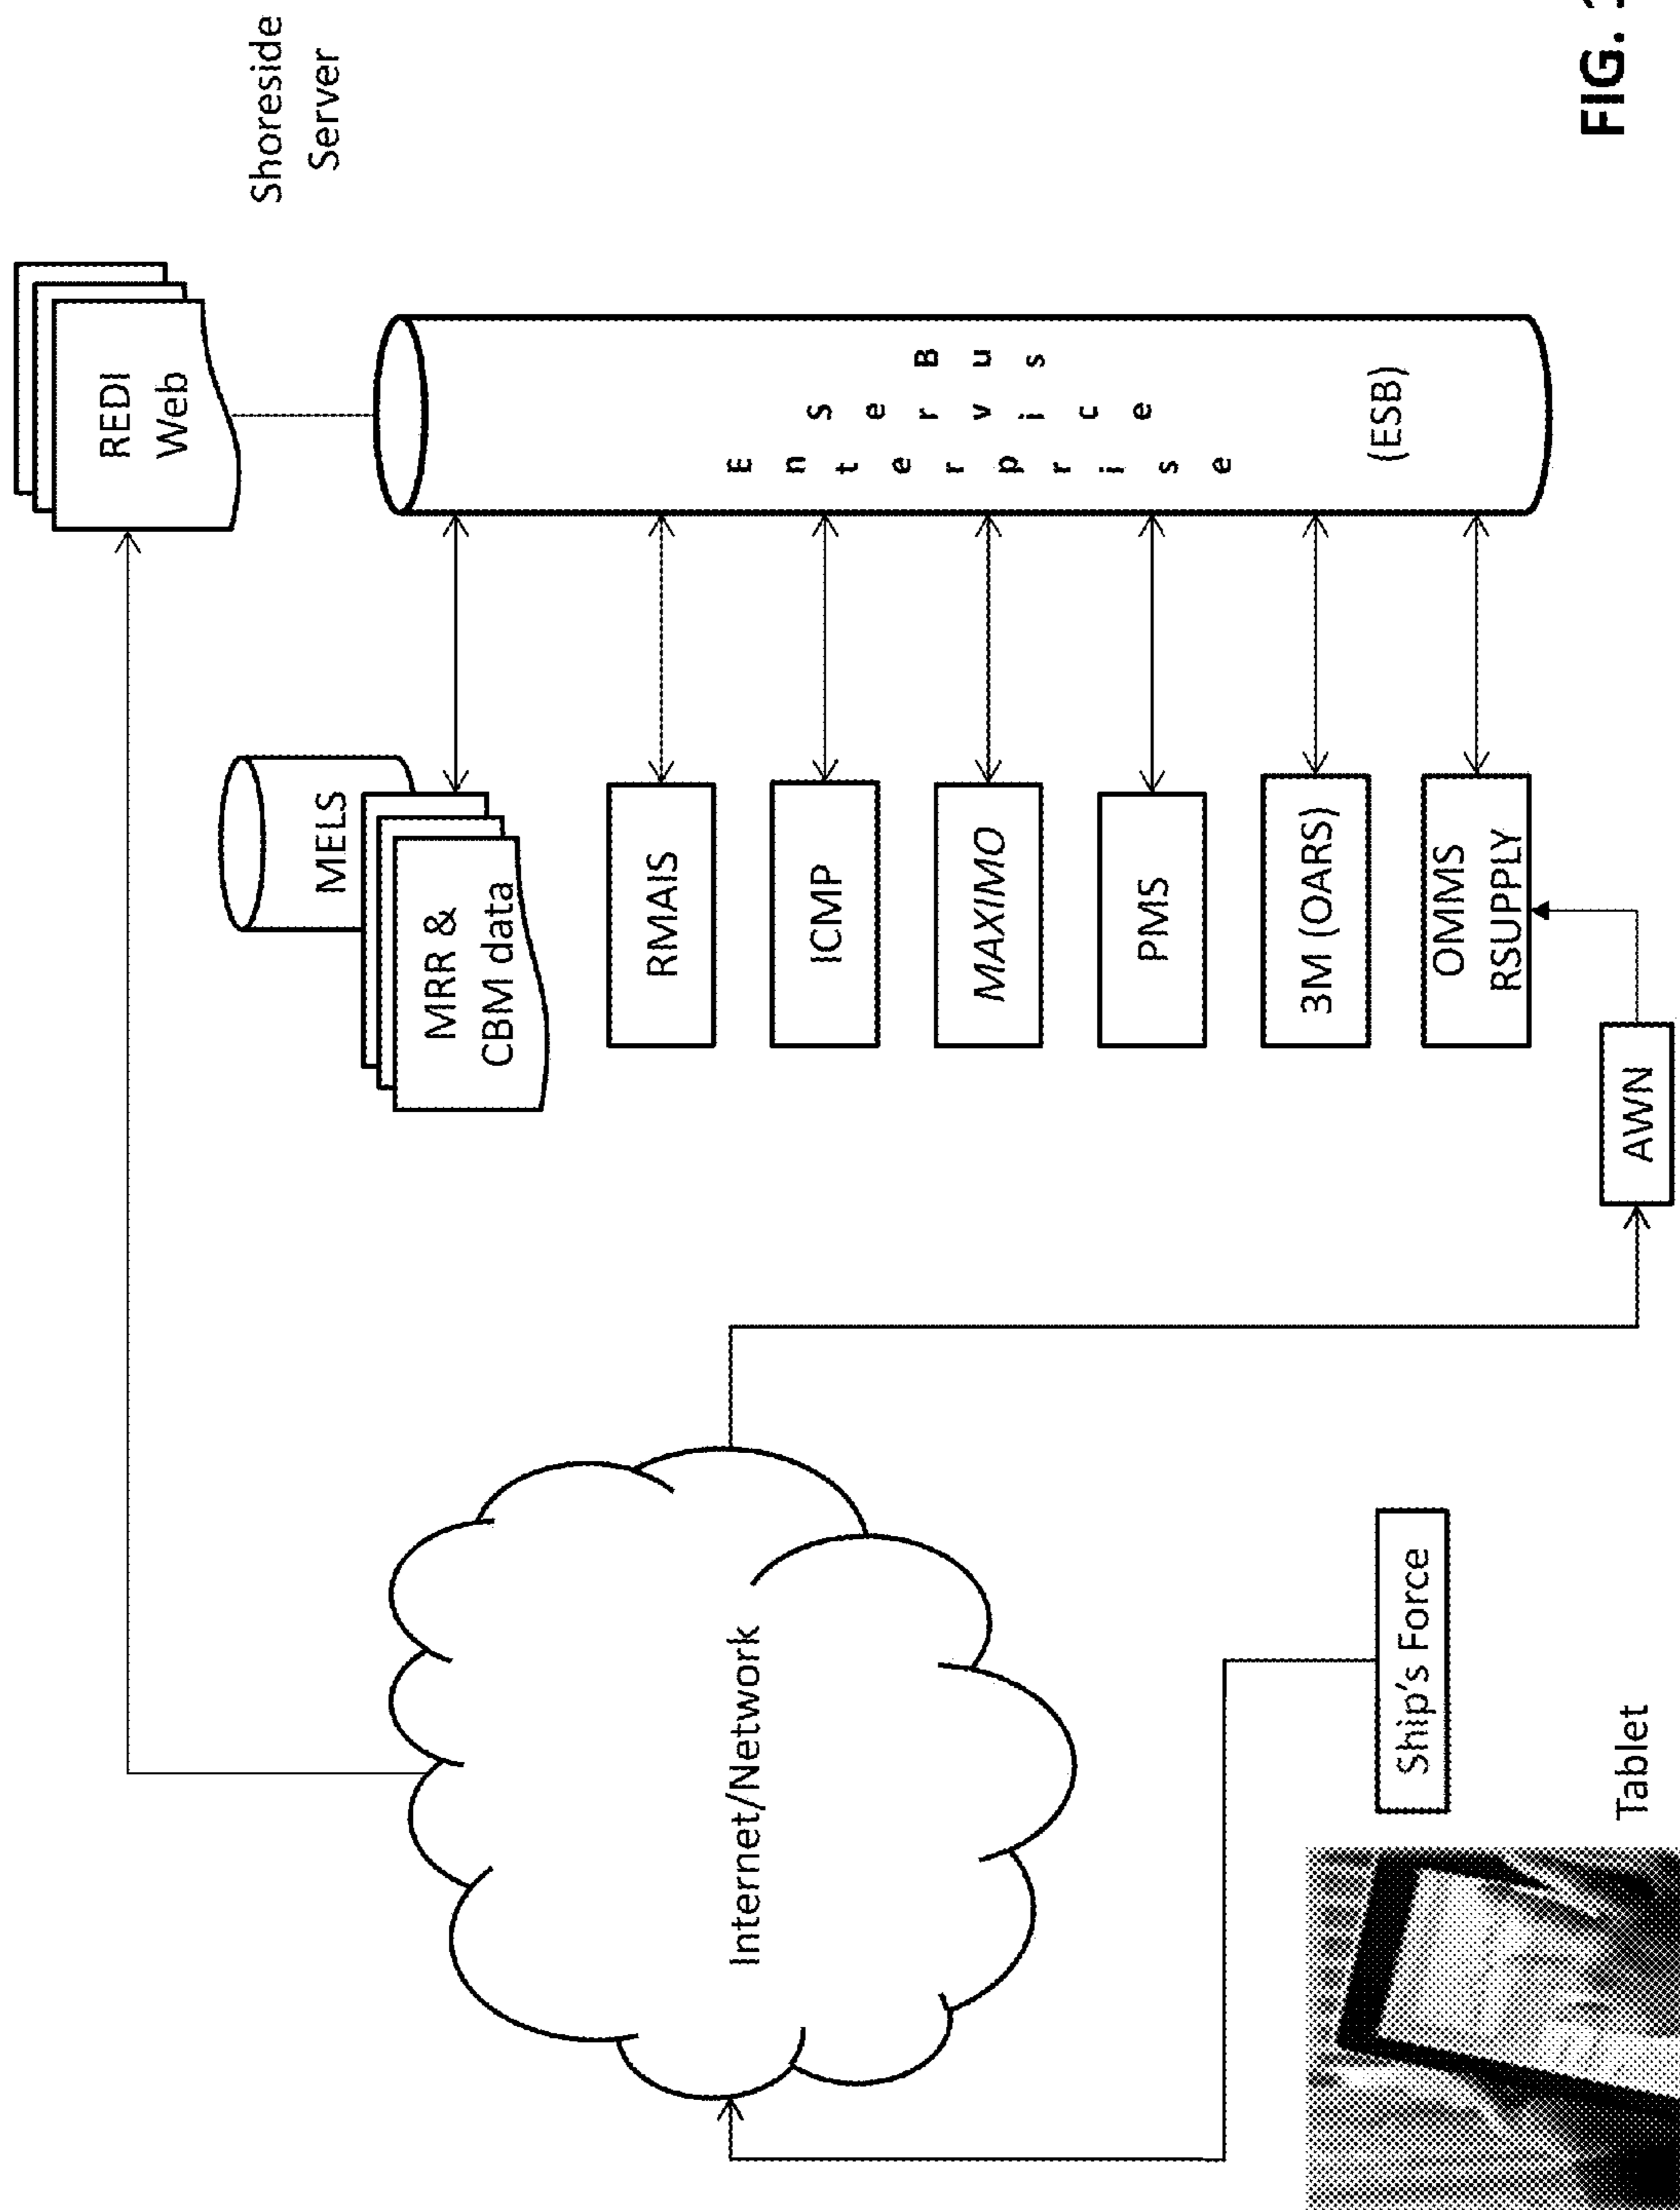 REDI
Web
Shoreside
Server
MELS
MRR &
CBM data
RMAIS
ICMP
MAXIMO
PMS
3M (OARS)
OMMS
RSUPPLY
AWN
Enterprise
Service
Bus
(ESB)
Internet/Network
Ship's Force
Tablet
FIG.